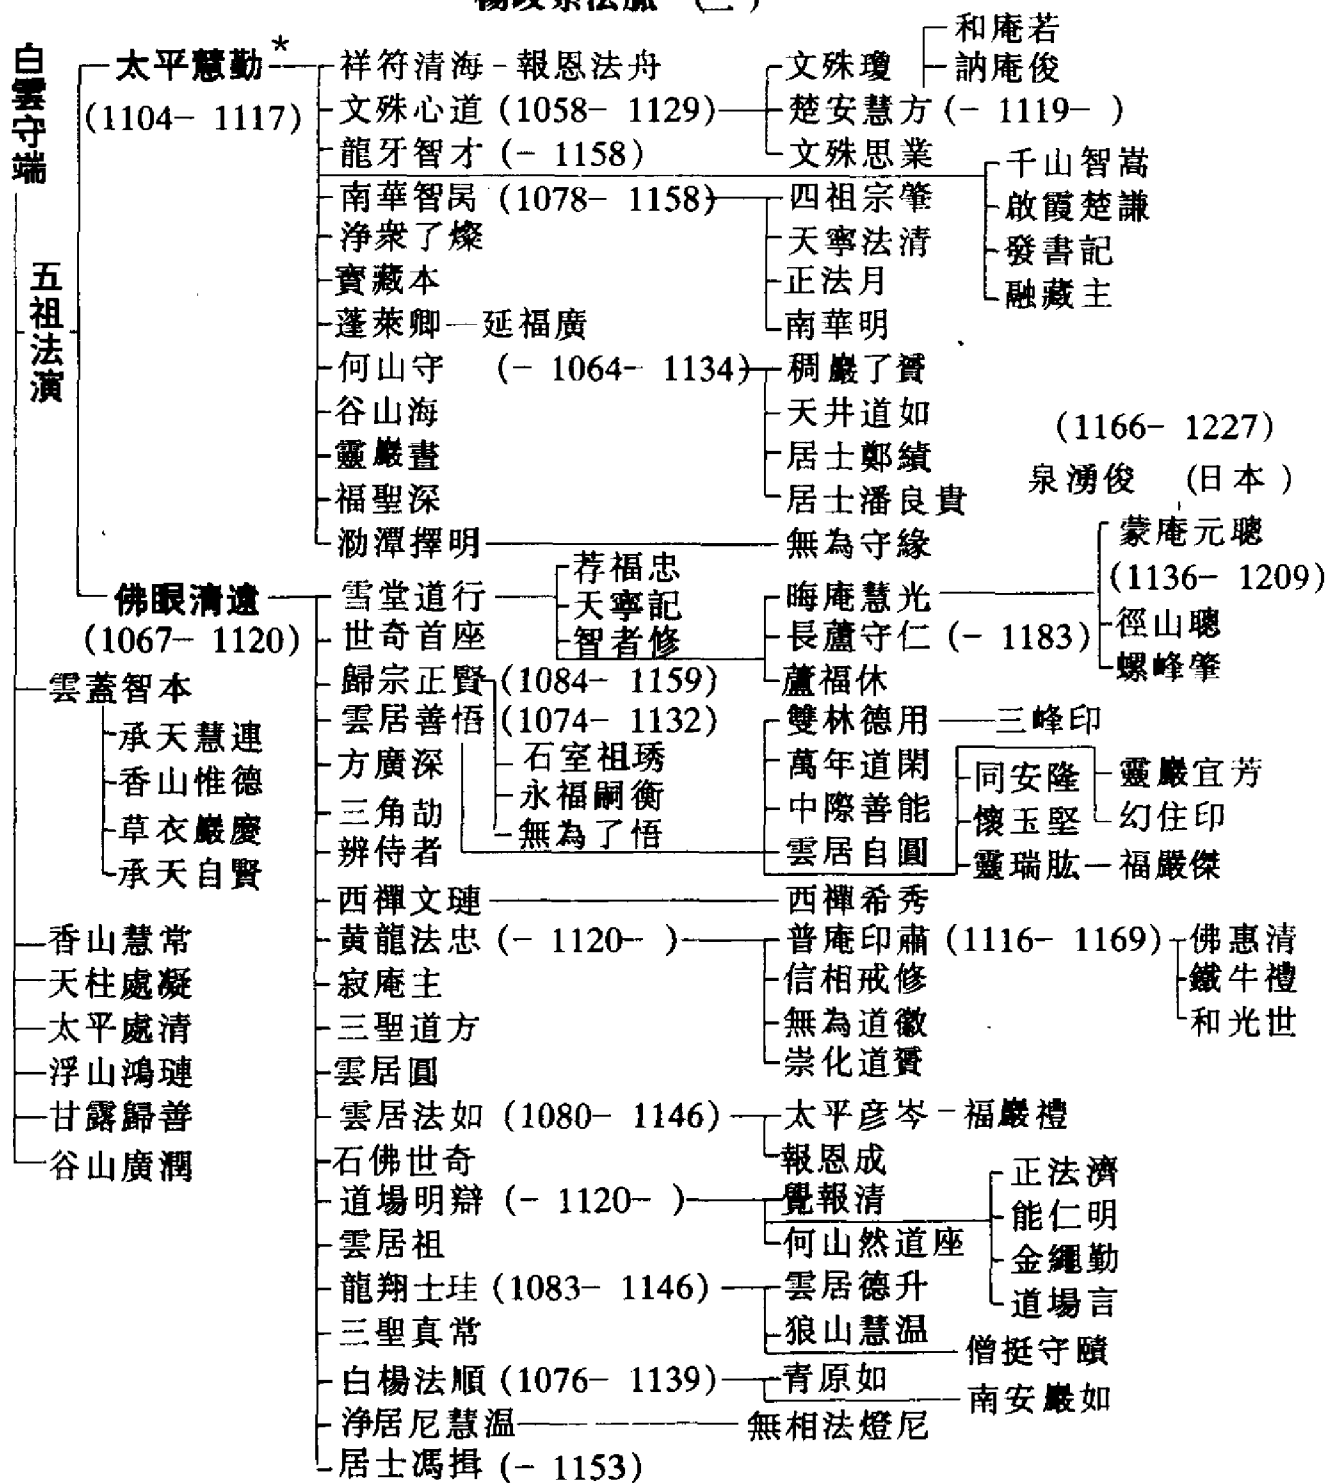 白雲守端
五祖法演
太平慧懃*
(1104- 1117)
祥符清海-報恩法舟
文殊心道 (1058- 1129)
文殊瓊
楚安慧方 (- 1119- )
文殊思業
和庵若
訥庵俊
龍牙智才 (- 1158)
千山智嵩
啟霞楚謙
發書記
融藏主
南華智昺 (1078- 1158)
四祖宗肇
天寧法清
正法月
南華明
浄衆了燦
寶藏本
蓬萊卿—延福廣
何山守 (- 1064- 1134)
稠巖了贇
天井道如
居士鄭績
居士潘良貴
谷山海
靈巖晝
福聖深
泐潭擇明
無為守緣
佛眼清遠
(1067- 1120)
雪堂道行
荐福忠
天寧記
智者修
晦庵慧光
長蘆守仁 (- 1183)
蘆福休
(1166- 1227)
泉湧俊 (日本)
蒙庵元聰
(1136- 1209)
徑山聰
螺峰肇
世奇首座
歸宗正賢 (1084- 1159)
石室祖琇
永福嗣衡
無為了悟
雲居善悟 (1074- 1132)
雙林德用
三峰印
萬年道閑
中際善能
雲居自圓
同安隆
懷玉堅
靈瑞肱—福嚴傑
靈巖宜芳
幻住印
方廣深
三角劼
辨侍者
西禪文璉
西禪希秀
黄龍法忠 (- 1120- )
普庵印肅 (1116- 1169)
佛惠清
鐵牛禮
和光世
信相戒修
無為道徽
崇化道贇
寂庵主
三聖道方
雲居圓
雲居法如 (1080- 1146)
太平彦岑-福巖禮
報恩成
石佛世奇
道場明辯 (- 1120- )
覺報清
何山然道座
正法濟
能仁明
金繩勤
道場言
雲居祖
龍翔士珪 (1083- 1146)
雲居德升
狼山慧温
僧挺守賾
三聖真常
白楊法順 (1076- 1139)
青原如
南安巖如
浄居尼慧温
無相法燈尼
居士馮揖 (- 1153)
雲蓋智本
承天慧連
香山惟德
草衣巖慶
承天自賢
香山慧常
天柱處凝
太平處清
浮山鴻璉
甘露歸善
谷山廣潤